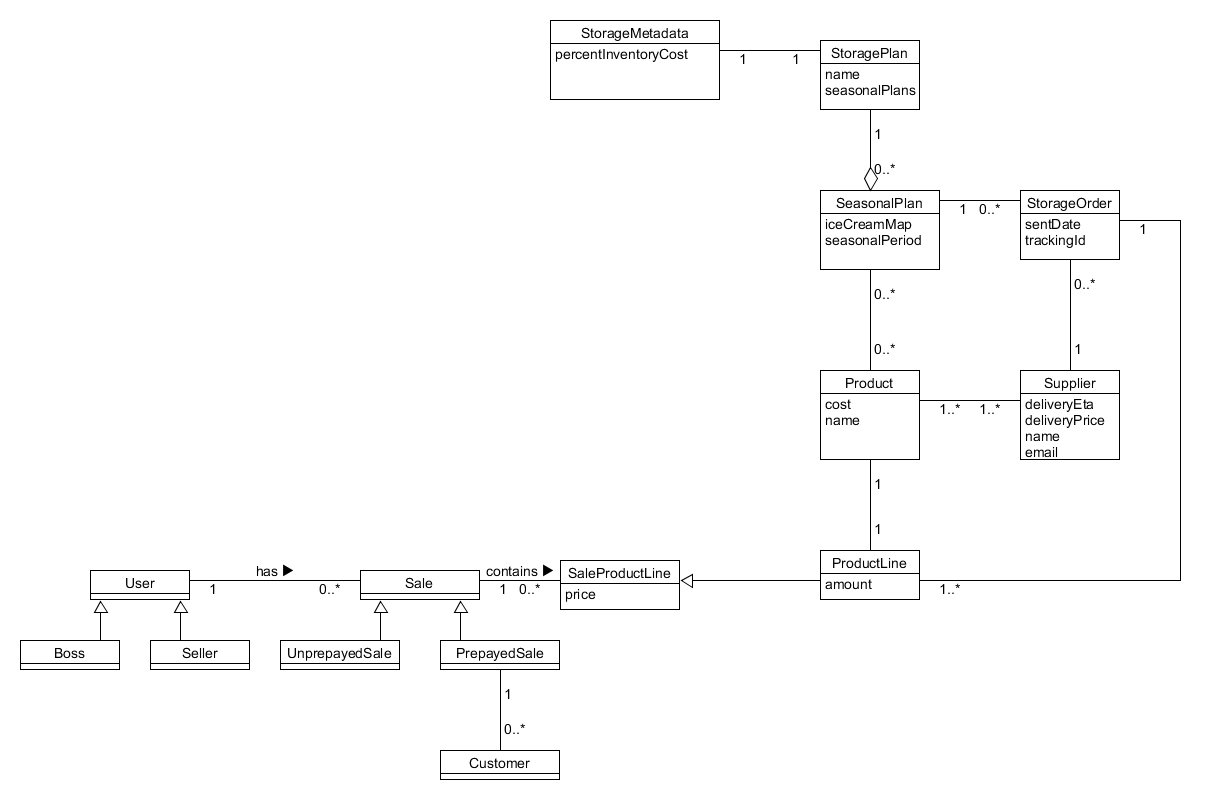 StorageMetadata
percentInventoryCost
1
1
StoragePlan
name
seasonalPlans
1
0..*
SeasonalPlan
iceCreamMap
seasonalPeriod
1
0..*
StorageOrder
sentDate
trackingId
1
0..*
0..*
0..*
1
Product
cost
name
1..*
1..*
Supplier
deliveryEta
deliveryPrice
name
email
1
1
ProductLine
amount
1..*
User
has ▶
1
0..*
Sale
contains ▶
1
0..*
SaleProductLine
price
Boss
Seller
UnprepayedSale
PrepayedSale
1
0..*
Customer